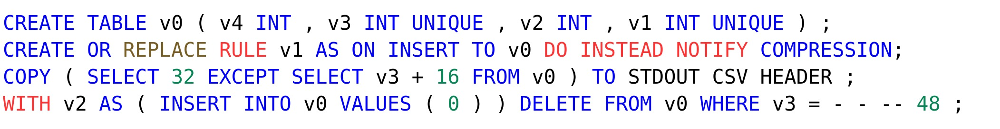 CREATE TABLE v0 ( v4 INT , v3 INT UNIQUE , v2 INT , v1 INT UNIQUE ) ;
CREATE OR REPLACE RULE v1 AS ON INSERT TO v0 DO INSTEAD NOTIFY COMPRESSION;
COPY ( SELECT 32 EXCEPT SELECT v3 + 16 FROM v0 ) TO STDOUT CSV HEADER ;
WITH v2 AS ( INSERT INTO v0 VALUES ( 0 ) ) DELETE FROM v0 WHERE v3 = - - -- 48 ;